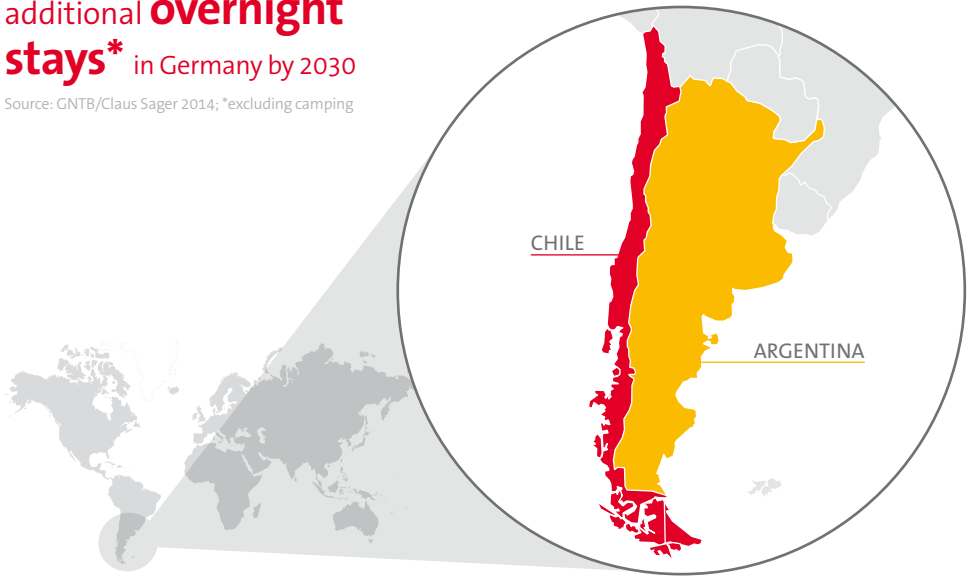 additional overnight
stays* in Germany by 2030
Source: GNTB/Claus Sager 2014; *excluding camping
CHILE
ARGENTINA